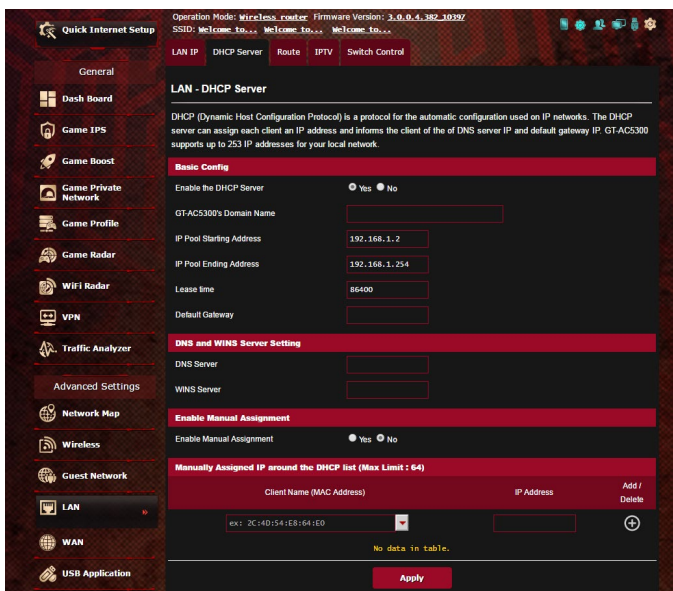 Quick Internet Setup
General
Dash Board
Game IPS
Game Boost
Game Private
Network
Game Profile
Game Radar
WiFi Radar
VPN
Traffic Analyzer
Advanced Settings
Network Map
Wireless
Guest Network
LAN
WAN
USB Application
Operation Mode: Wireless router Firmware Version: 3.0.0.4.382_10397
SSID: Welcome to... Welcome to... Welcome to...
LAN IP DHCP Server Route IPTV Switch Control
LAN - DHCP Server
DHCP (Dynamic Host Configuration Protocol) is a protocol for the automatic configuration used on IP networks. The DHCP
server can assign each client an IP address and informs the client of the of DNS server IP and default gateway IP. GT-AC5300
supports up to 253 IP addresses for your local network.
Basic Config
Enable the DHCP Server Yes No
GT-AC5300's Domain Name
IP Pool Starting Address 192.168.1.2
IP Pool Ending Address 192.168.1.254
Lease time 86400
Default Gateway
DNS and WINS Server Setting
DNS Server
WINS Server
Enable Manual Assignment
Enable Manual Assignment Yes No
Manually Assigned IP around the DHCP list (Max Limit : 64)
Client Name (MAC Address) IP Address Add /
Delete
ex: 2C:4D:54:E8:64:E0
No data in table.
Apply